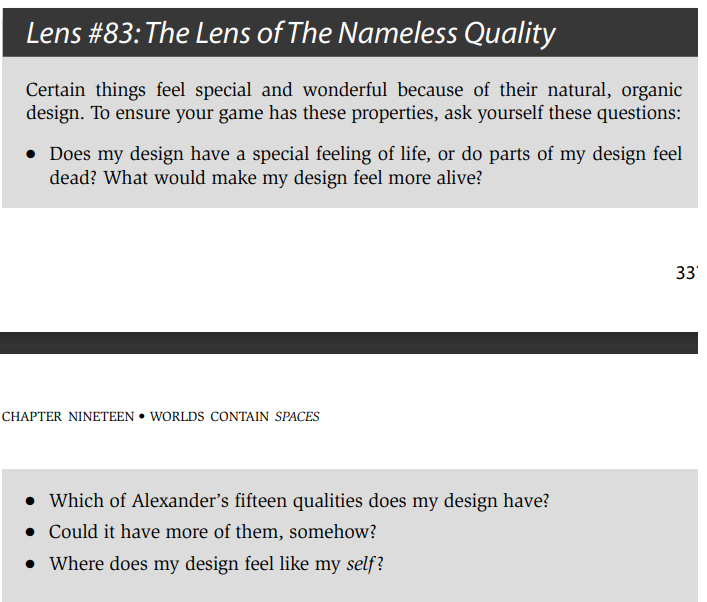 Lens #83: The Lens of The Nameless Quality
Certain things feel special and wonderful because of their natural, organic
design. To ensure your game has these properties, ask yourself these questions:
● Does my design have a special feeling of life, or do parts of my design feel
dead? What would make my design feel more alive?
CHAPTER NINETEEN • WORLDS CONTAIN SPACES
● Which of Alexander’s fifteen qualities does my design have?
● Could it have more of them, somehow?
● Where does my design feel like my self?